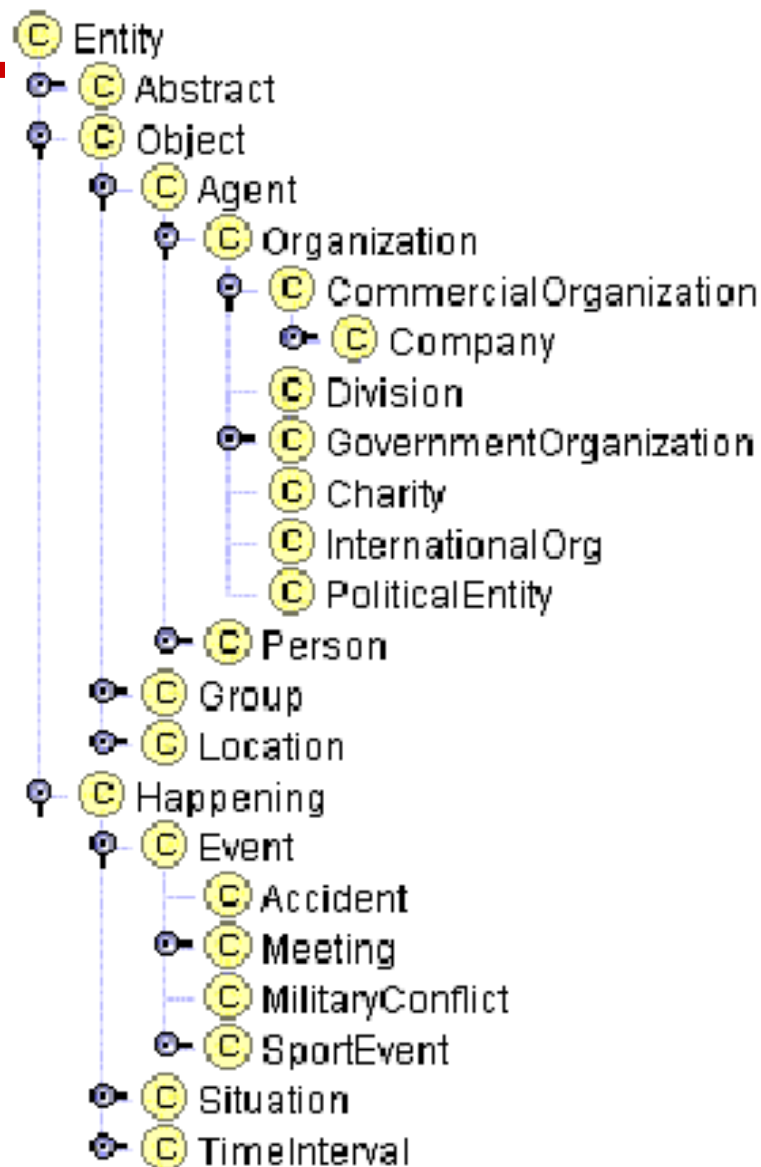 C Entity
C Abstract
C Object
C Agent
C Organization
C CommercialOrganization
C Company
C Division
C GovernmentOrganization
C Charity
C InternationalOrg
C PoliticalEntity
C Person
C Group
C Location
C Happening
C Event
C Accident
C Meeting
C MilitaryConflict
C SportEvent
C Situation
C TimeInterval